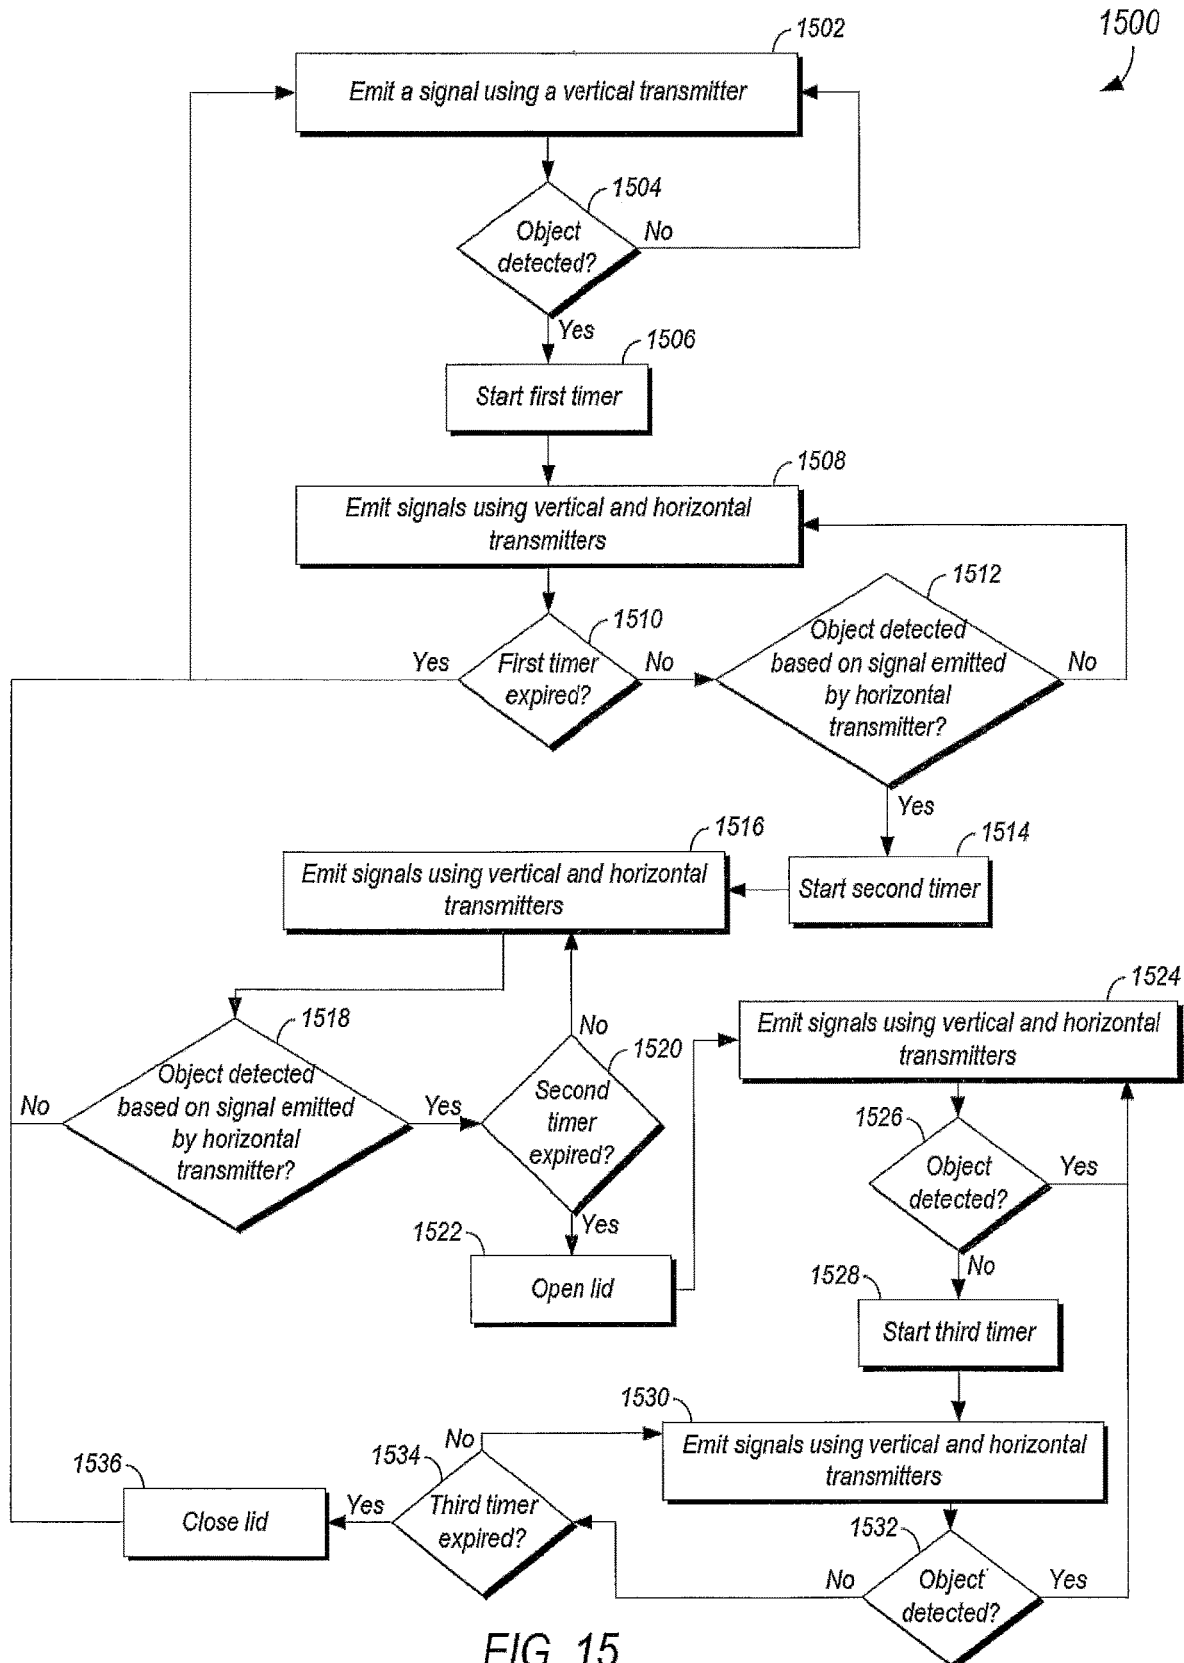 1500
1502
Emit a signal using a vertical transmitter
1504
Object
detected?
No
Yes
1506
Start first timer
1508
Emit signals using vertical and horizontal
transmitters
1510
First timer
expired?
Yes
No
1512
Object detected
based on signal emitted
by horizontal
transmitter?
No
Yes
1514
Start second timer
1516
Emit signals using vertical and horizontal
transmitters
1518
Object detected
based on signal emitted
by horizontal
transmitter?
No
Yes
1520
Second
timer
expired?
No
Yes
1522
Open lid
1524
Emit signals using vertical and horizontal
transmitters
1526
Object
detected?
Yes
No
1528
Start third timer
1530
Emit signals using vertical and horizontal
transmitters
1532
Object
detected?
No
Yes
1534
Third timer
expired?
No
Yes
1536
Close lid
FIG. 15